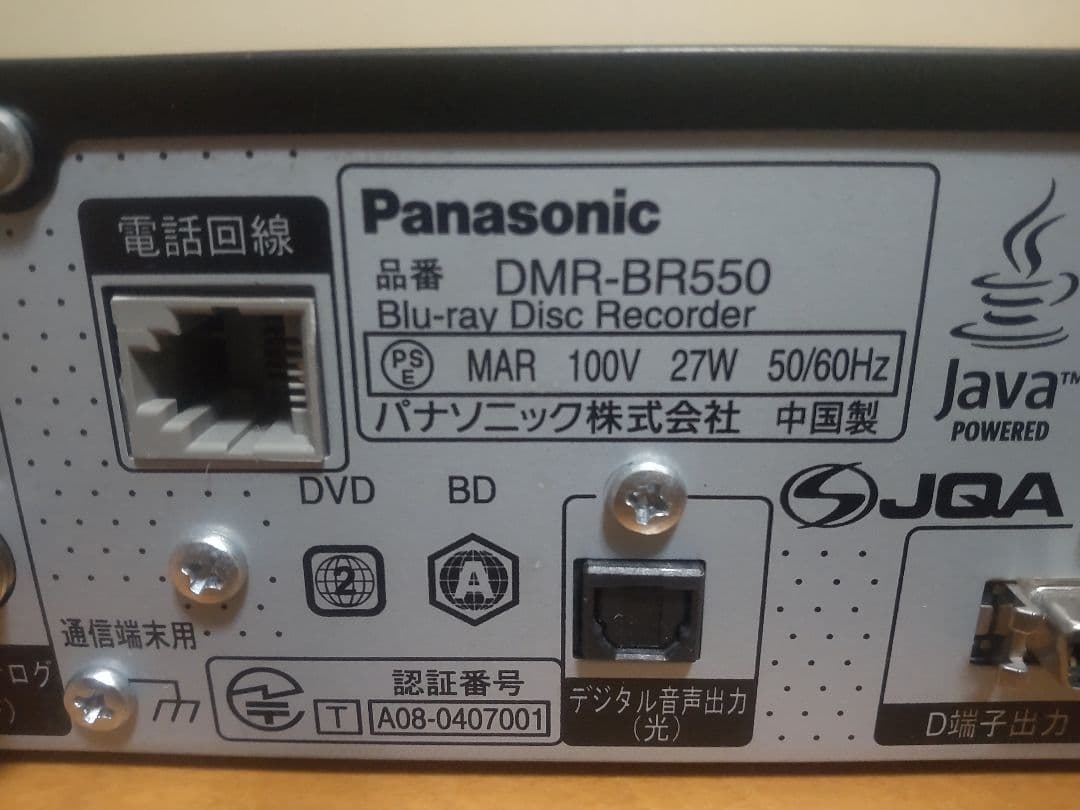 電話回線
Panasonic
品番 DMR-BR550
Blu-ray Disc Recorder
PS
E
MAR 100V 27W 50/60Hz
パナソニック株式会社 中国製
Java™
POWERED
JQA
DVD BD
2 A
通信端末用
認証番号
T A08-0407001
デジタル音声出力
(光)
D端子出力